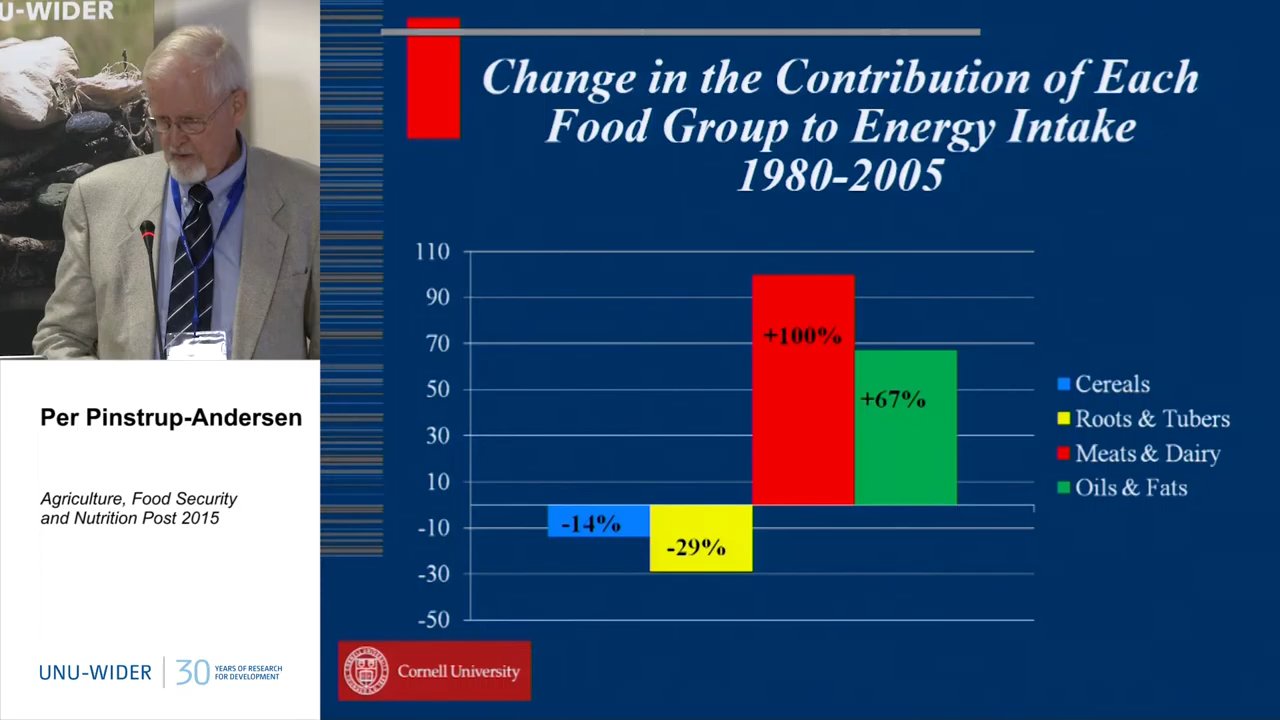 U-WIDER
Change in the Contribution of Each
Food Group to Energy Intake
1980-2005
110
90
70
50
30
10
-10
-30
-50
-14%
-29%
+100%
+67%
Cereals
Roots & Tubers
Meats & Dairy
Oils & Fats
Per Pinstrup-Andersen
Agriculture, Food Security
and Nutrition Post 2015
UNU-WIDER
30
YEARS OF RESEARCH
FOR DEVELOPMENT
Cornell University